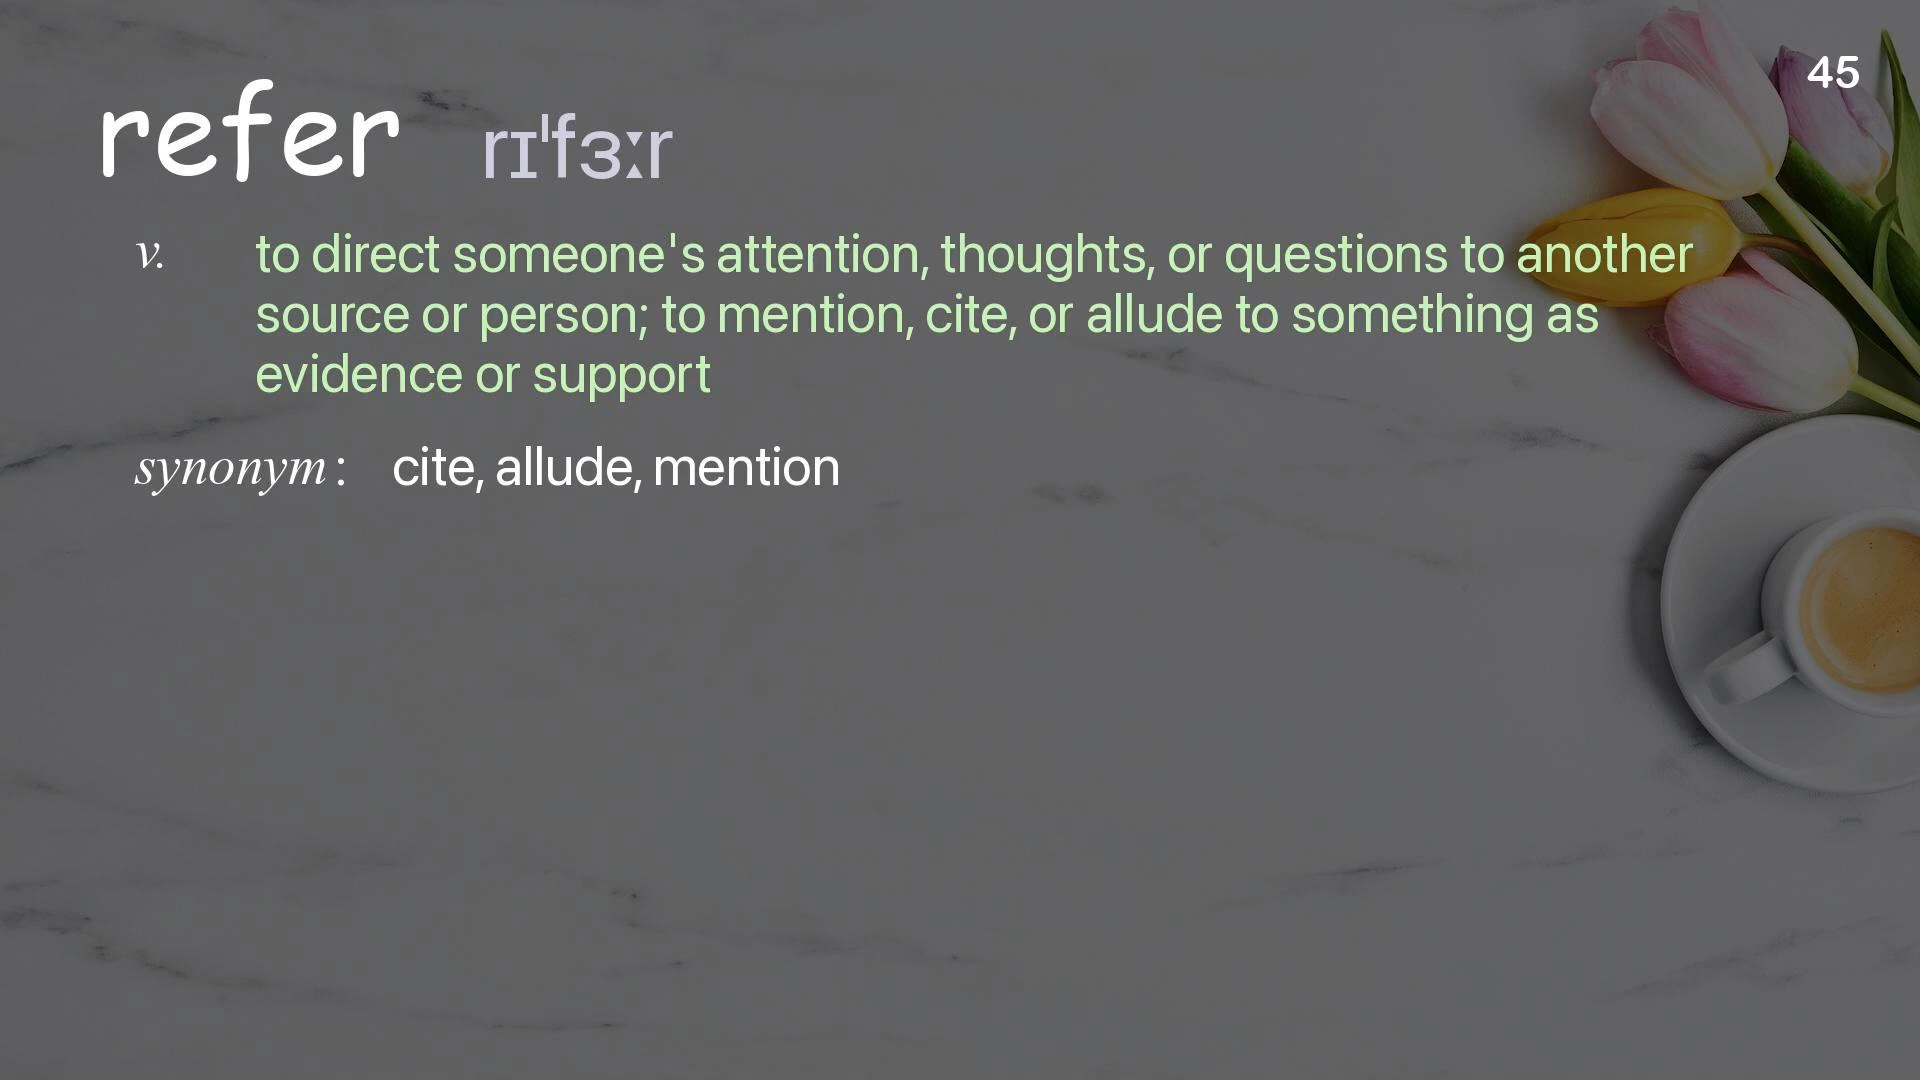 45
refer rɪˈfɜːr
v. to direct someone's attention, thoughts, or questions to another
source or person; to mention, cite, or allude to something as
evidence or support
synonym: cite, allude, mention